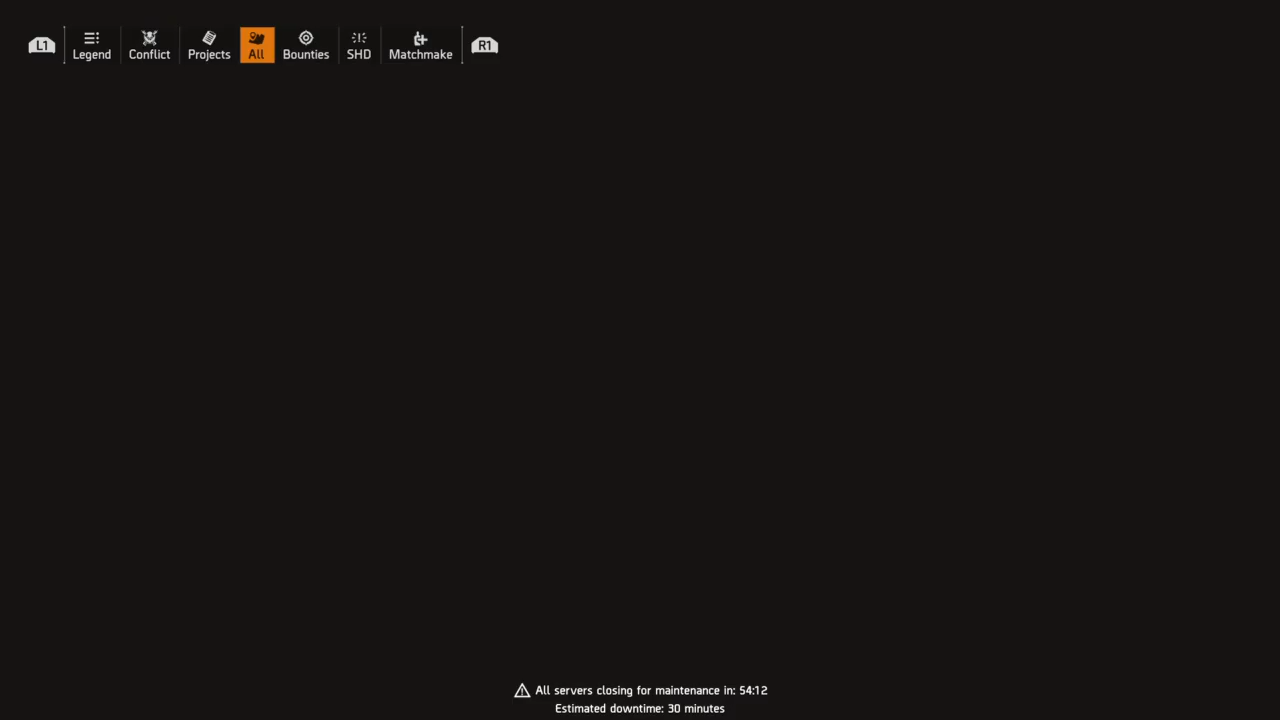 L1 Legend Conflict Projects All Bounties SHD Matchmake R1
All servers closing for maintenance in: 54:12
Estimated downtime: 30 minutes